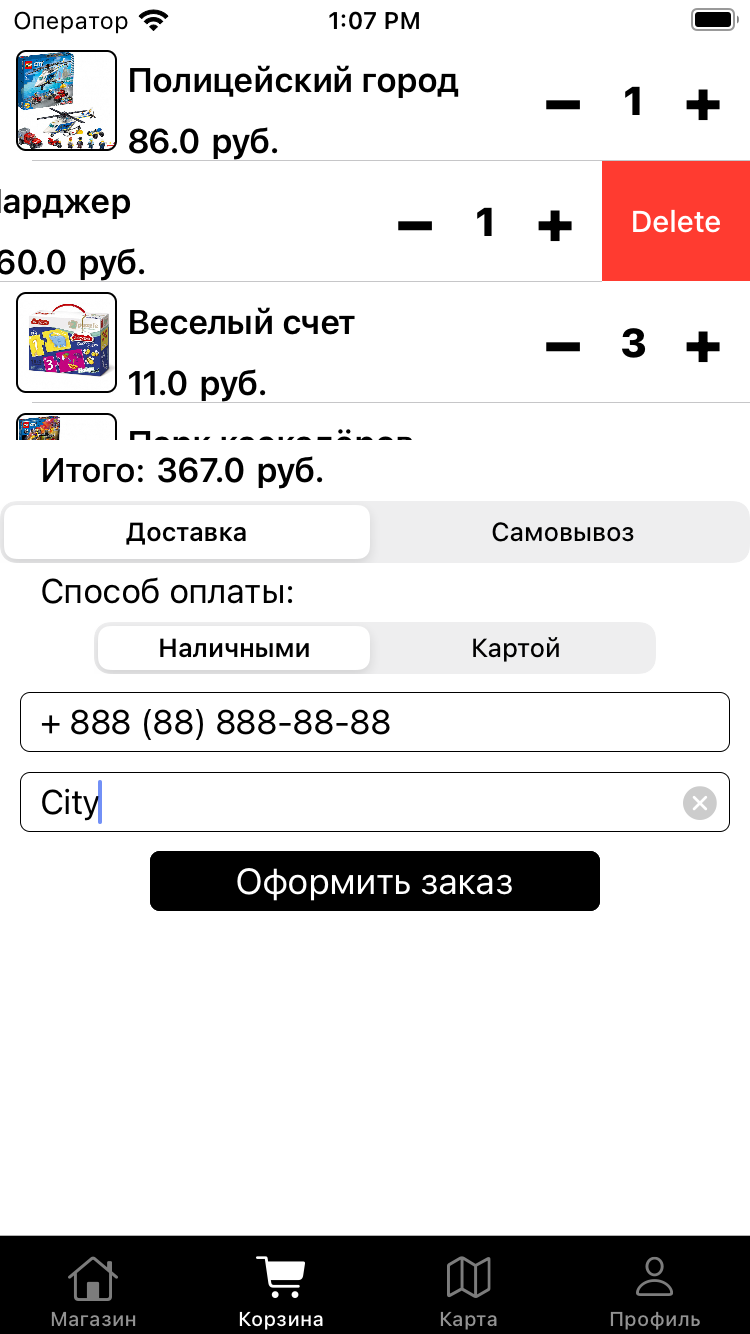 Оператор 1:07 PM
Полицейский город
1
86.0 руб.
арджер
1
Delete
60.0 руб.
Веселый счет
3
11.0 руб.
Парк каскадёров
Итого: 367.0 руб.
Доставка Самовывоз
Способ оплаты:
Наличными Картой
+ 888 (88) 888-88-88
City
Оформить заказ
Магазин Корзина Карта Профиль